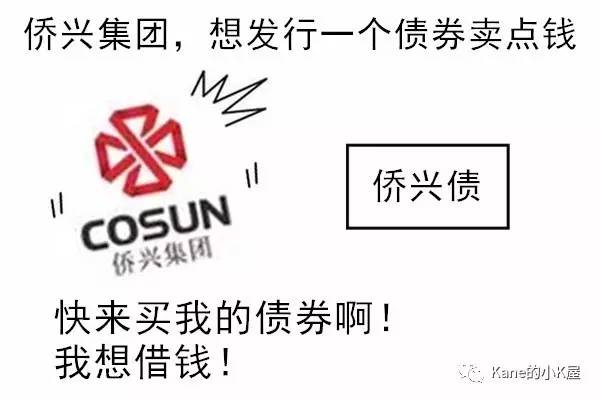 侨兴集团，想发行一个债券卖点钱
COSUN
侨兴集团
侨兴债
快来买我的债券啊！
我想借钱！
Kane的小K屋